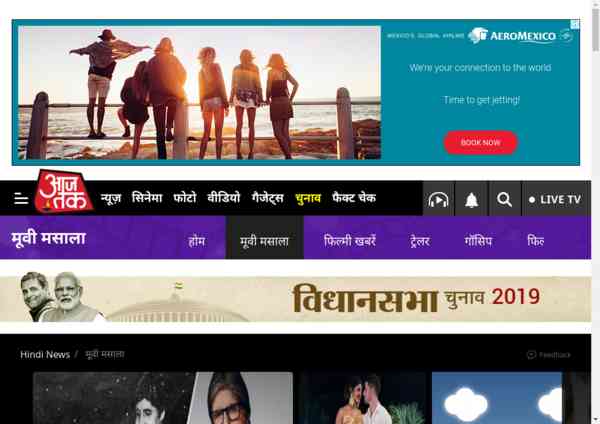 MEXICO'S GLOBAL AIRLINE AEROMEXICO
We're your connection to the world
Time to get jetting!
BOOK NOW
आज तक
न्यूज़ सिनेमा फोटो वीडियो गैजेट्स चुनाव फैक्ट चेक
LIVE TV
मूवी मसाला होम मूवी मसाला फिल्मी खबरें ट्रेलर गॉसिप
विधानसभा चुनाव 2019
Hindi News / मूवी मसाला Feedback